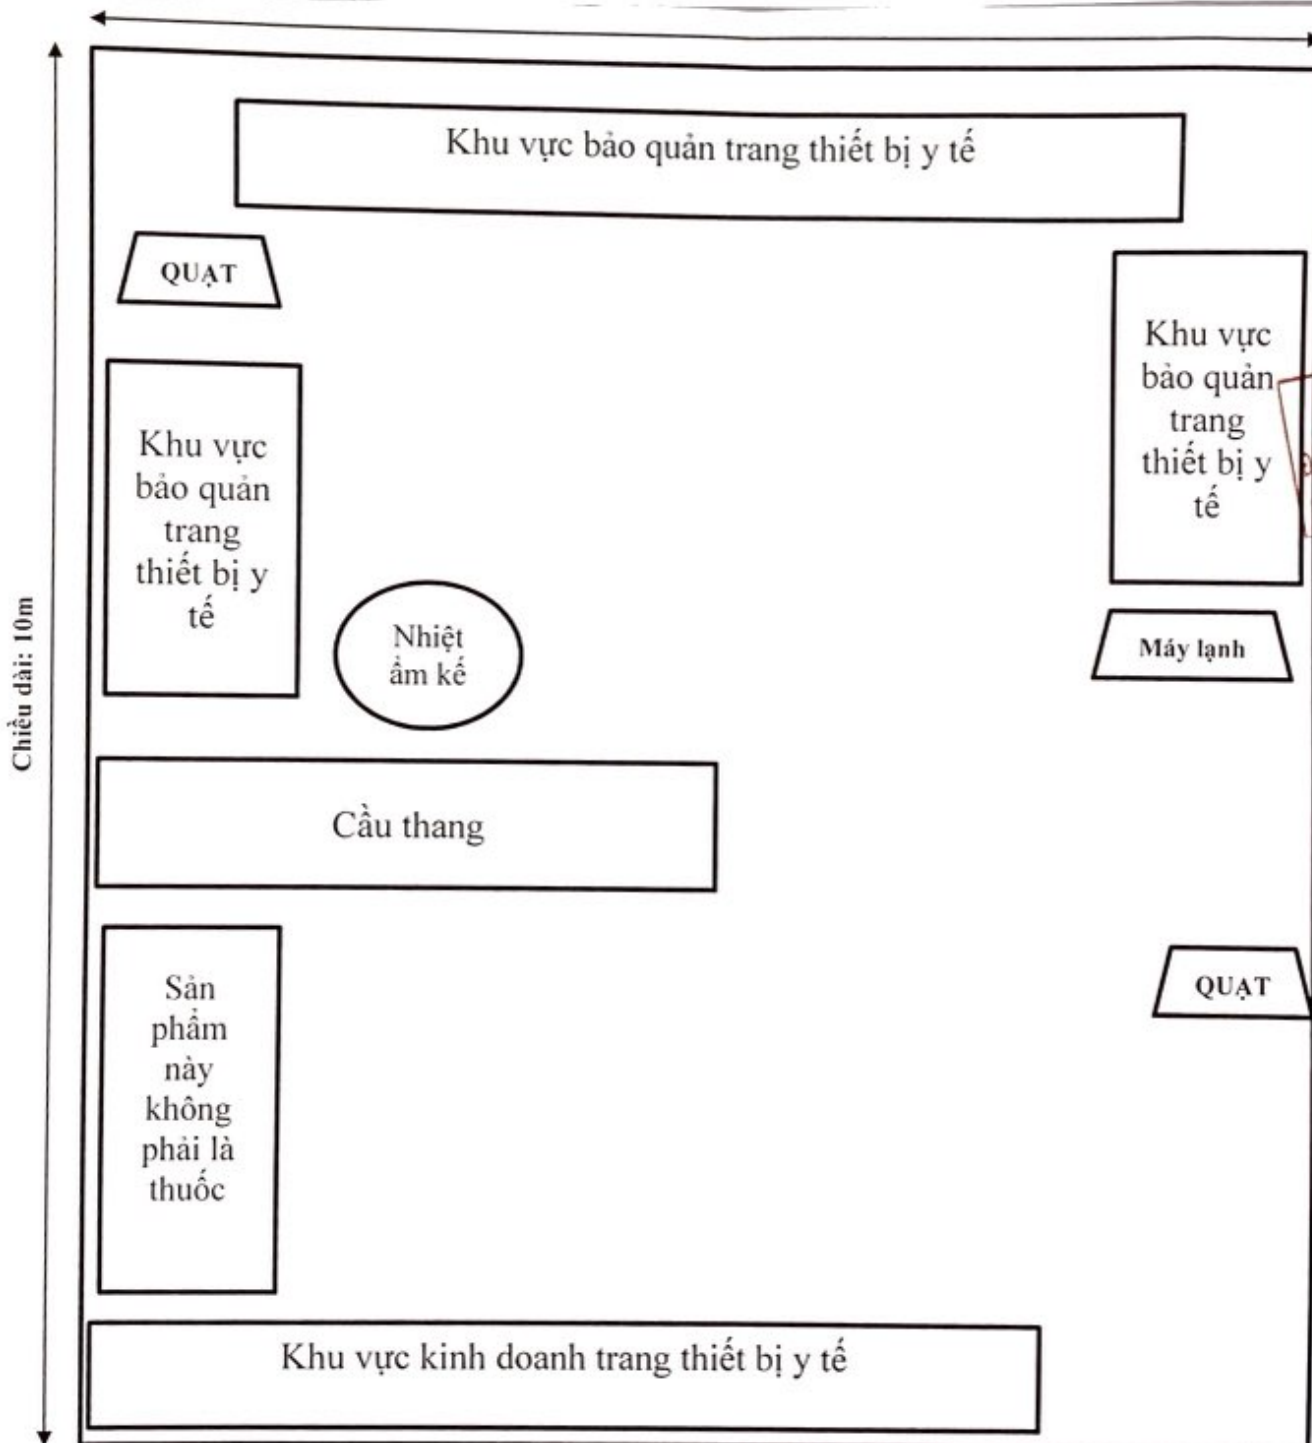 Khu vực bảo quản trang thiết bị y tế
QUẠT
Khu vực
bảo quản
trang
thiết bị y
tế
Khu vực
bảo quản
trang
thiết bị y
tế
Nhiệt
ẩm kế
Máy lạnh
Chiều dài: 10m
Cầu thang
Sản
phẩm
này
không
phải là
thuốc
QUẠT
Khu vực kinh doanh trang thiết bị y tế